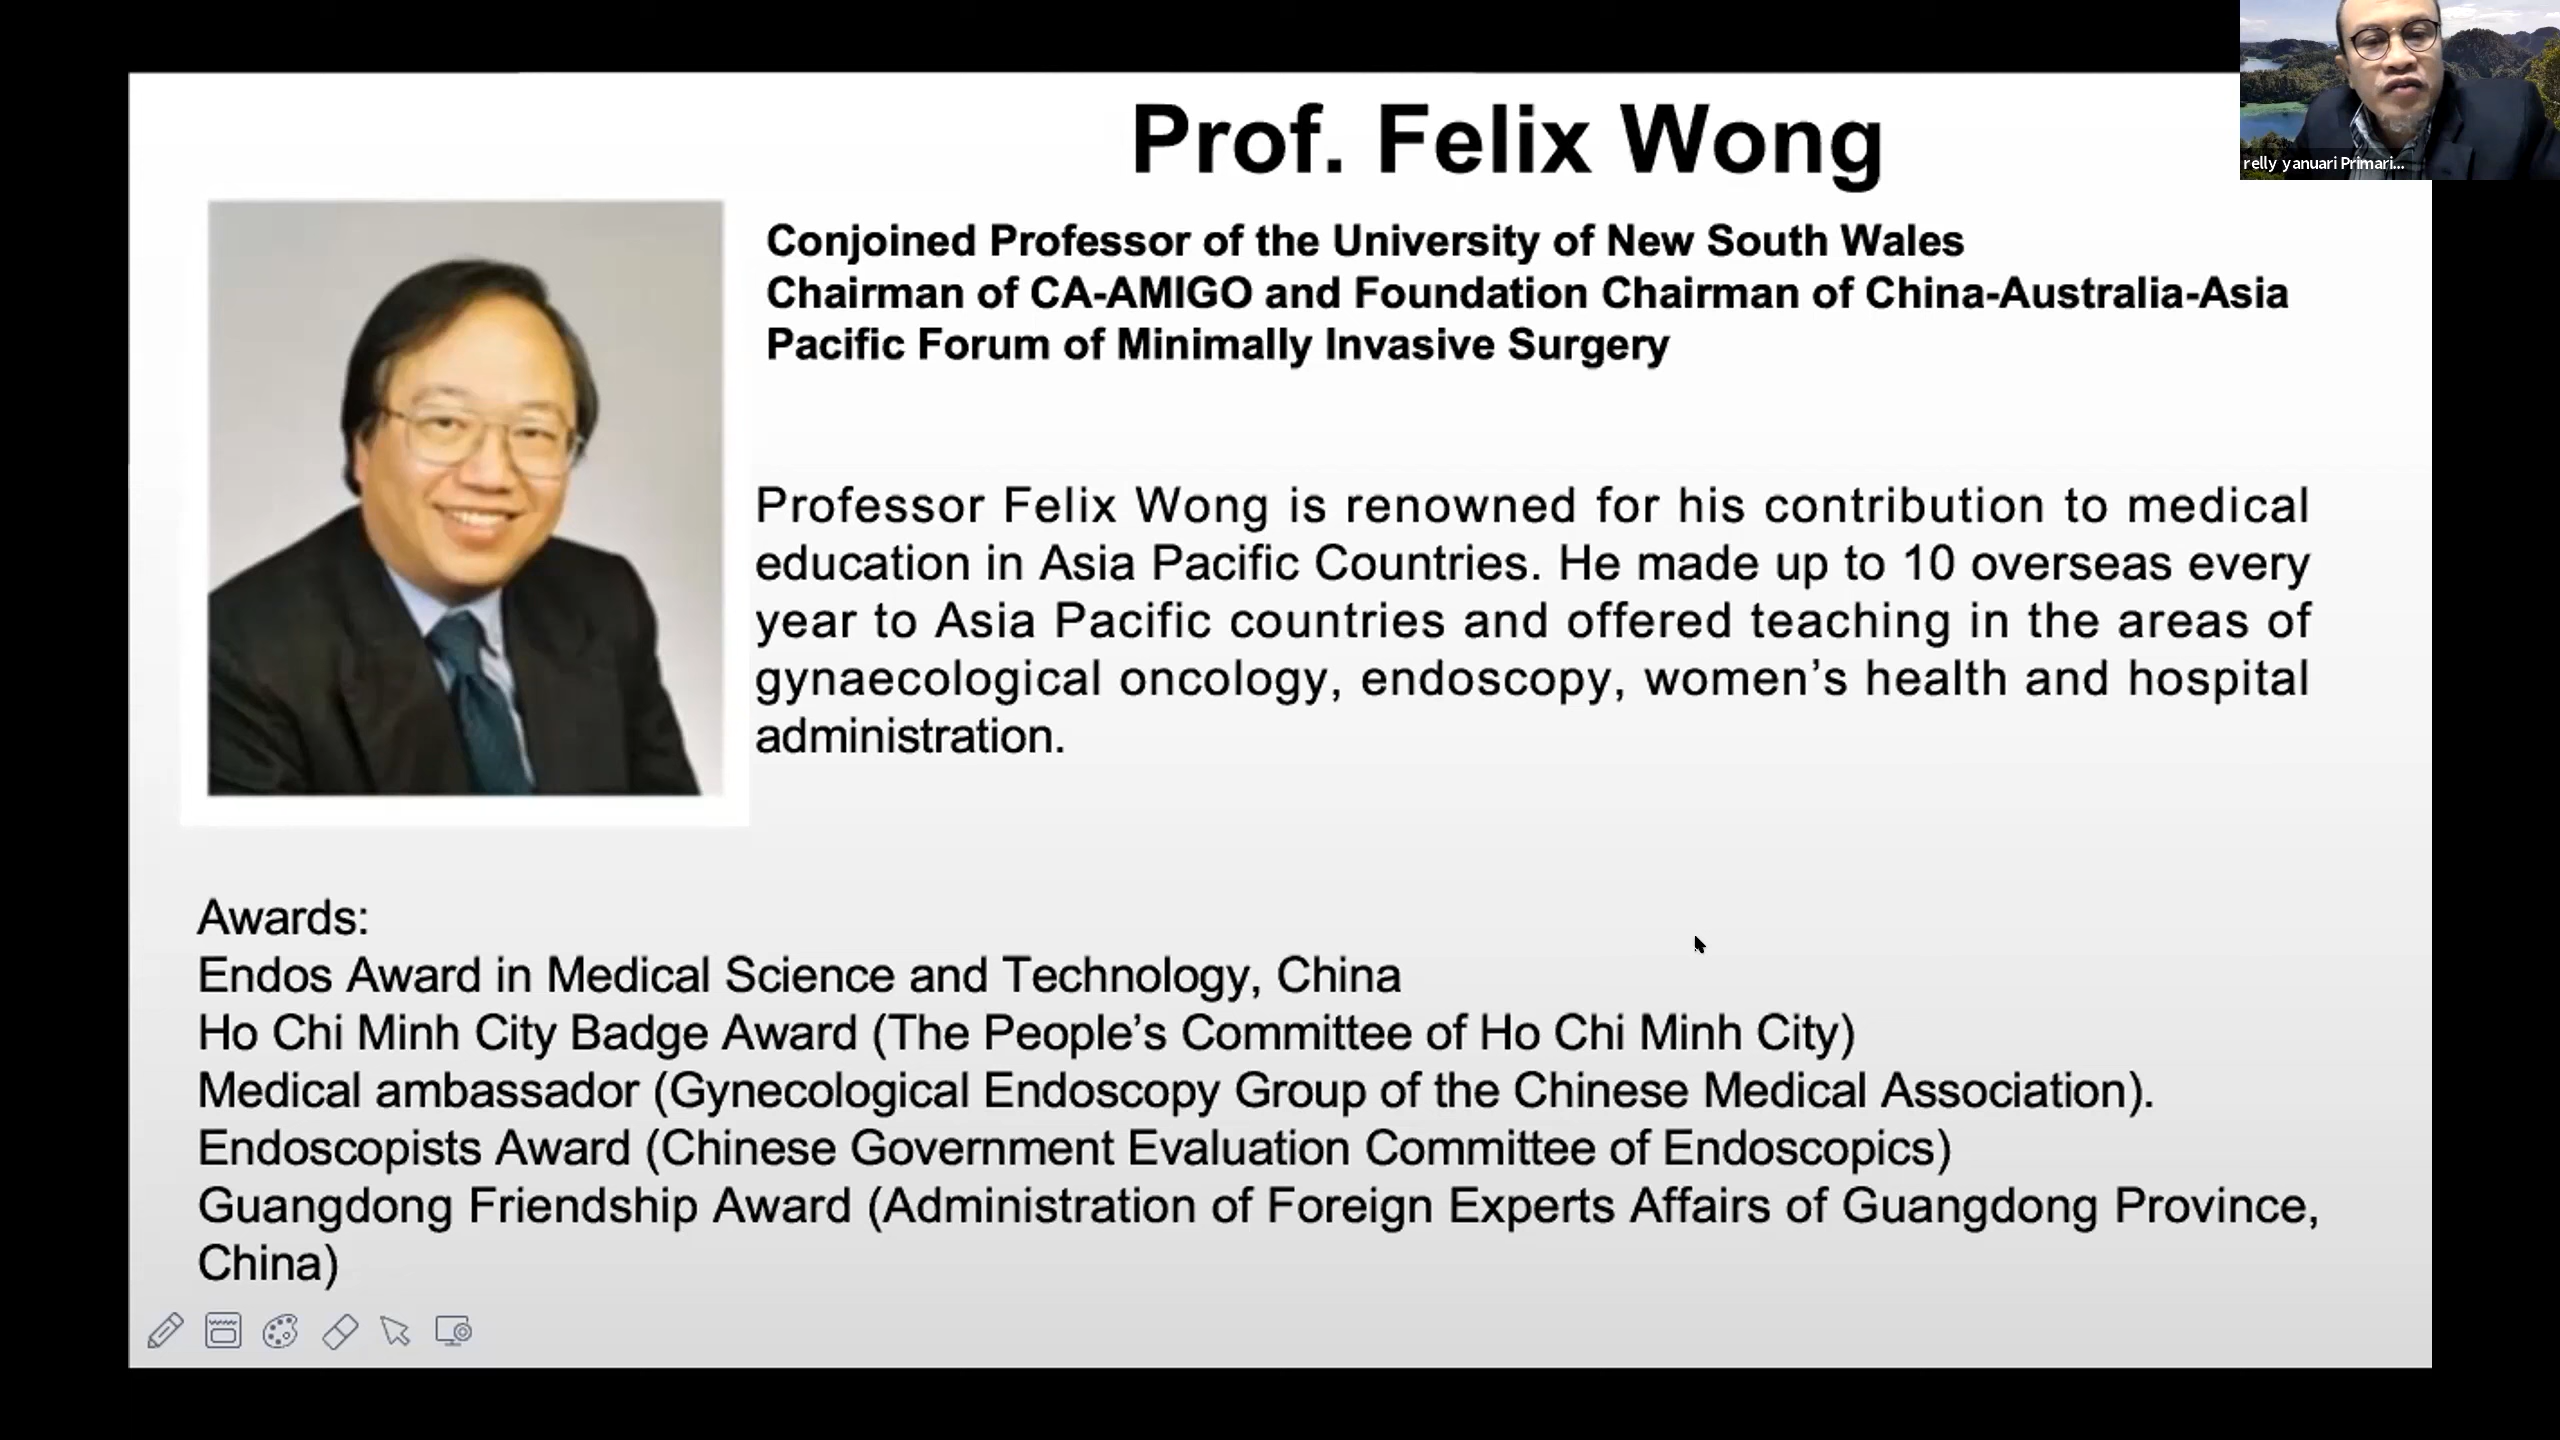 Prof. Felix Wong
relly yanuari Primari...
Conjoined Professor of the University of New South Wales
Chairman of CA-AMIGO and Foundation Chairman of China-Australia-Asia
Pacific Forum of Minimally Invasive Surgery
Professor Felix Wong is renowned for his contribution to medical
education in Asia Pacific Countries. He made up to 10 overseas every
year to Asia Pacific countries and offered teaching in the areas of
gynaecological oncology, endoscopy, women’s health and hospital
administration.
Awards:
Endos Award in Medical Science and Technology, China
Ho Chi Minh City Badge Award (The People’s Committee of Ho Chi Minh City)
Medical ambassador (Gynecological Endoscopy Group of the Chinese Medical Association).
Endoscopists Award (Chinese Government Evaluation Committee of Endoscopics)
Guangdong Friendship Award (Administration of Foreign Experts Affairs of Guangdong Province,
China)